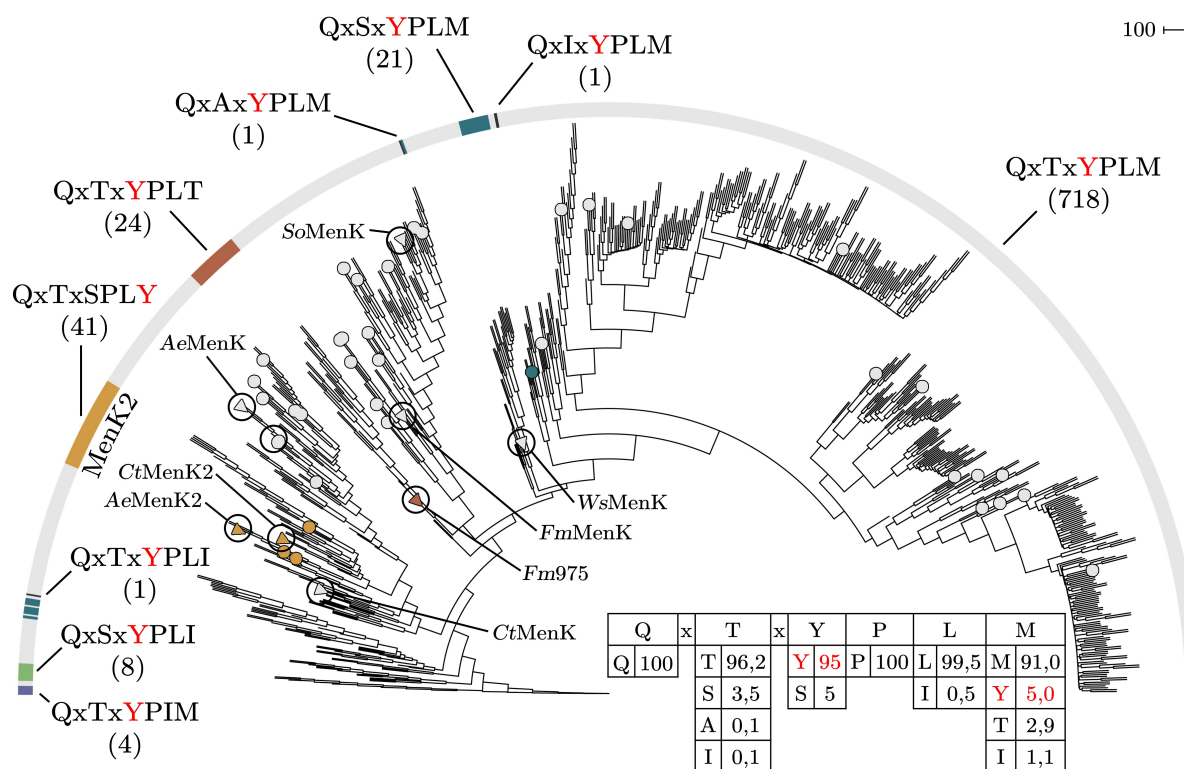 QxSxYPLM
(21)
QxIxYPLM
(1)
100
QxAxYPLM
(1)
QxTxYPLM
(718)
QxTxYPLT
(24)
SoMenK
QxTxSPLY
(41)
AeMenK
MenK2
CtMenK2
AeMenK2
WsMenK
FmMenK
Fm975
QxTxYPLI
(1)
CtMenK
QxSxYPLI
(8)
QxTxYPIM
(4)
Q x T x Y P L M
Q 100 T 96,2 Y 95 P 100 L 99,5 M 91,0
S 3,5 S 5 I 0,5 Y 5,0
A 0,1 T 2,9
I 0,1 I 1,1